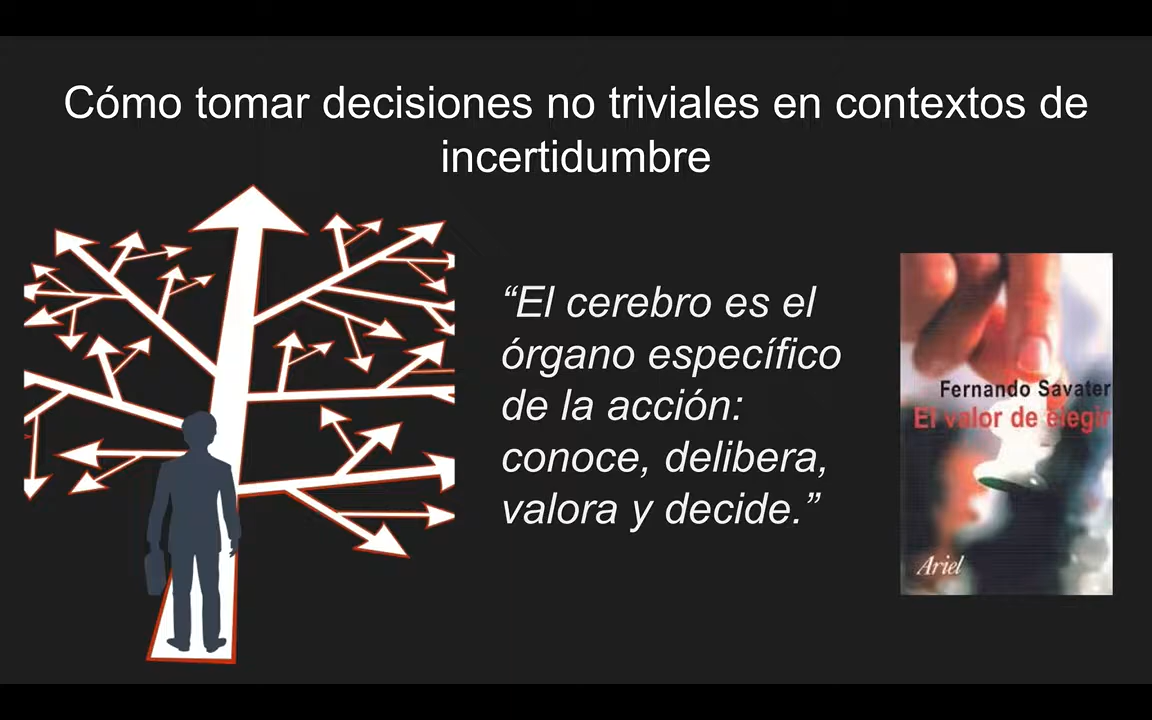 Cómo tomar decisiones no triviales en contextos de
incertidumbre
“El cerebro es el
órgano específico
de la acción:
conoce, delibera,
valora y decide.”
Fernando Savater
El valor de elegir
Ariel